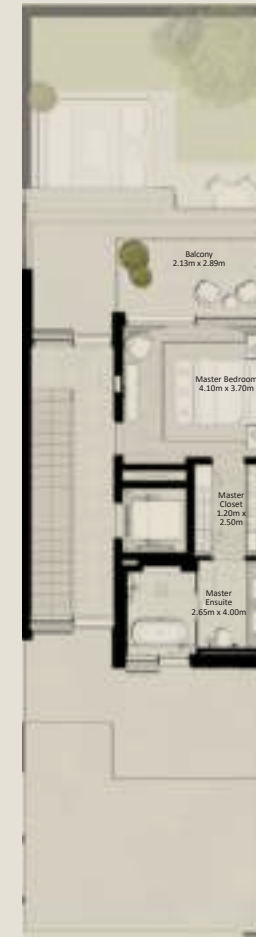 Balcony
2.13m x 2.89m
Master Bedroom
4.10m x 3.70m
Master
Closet
1.20m x
2.50m
Master
Ensuite
2.65m x 4.00m